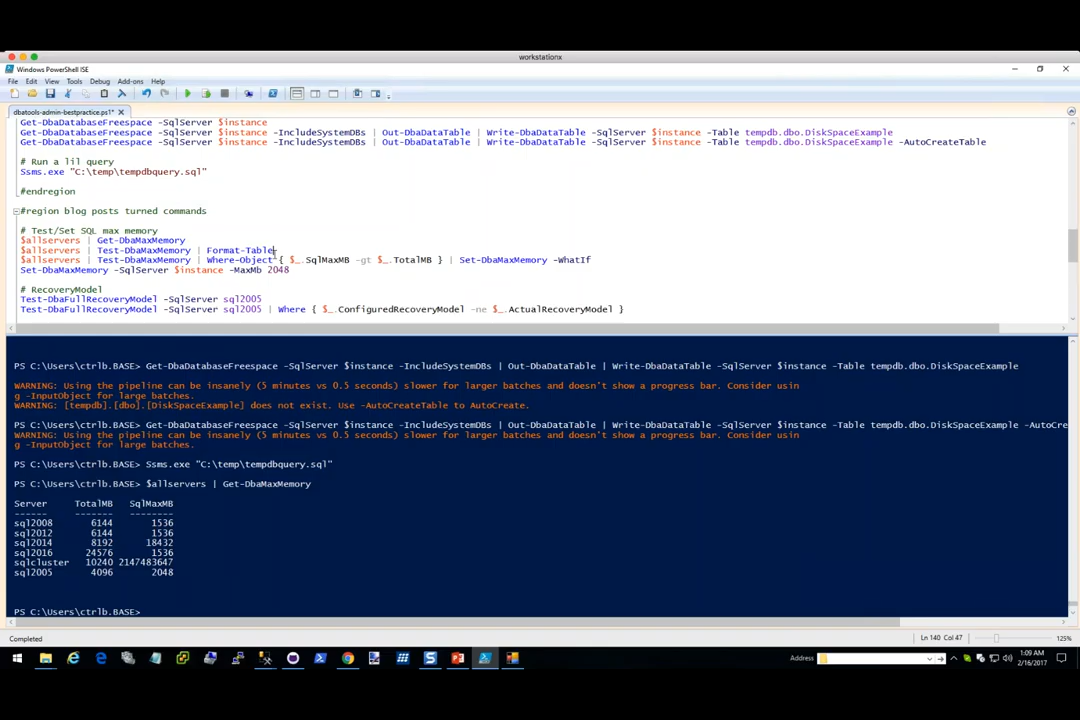 workstationx
Windows PowerShell ISE
File Edit View Tools Debug Add-ons Help
dbatools-admin-bestpractice.ps1*
Get-DbaDatabaseFreespace -SqlServer $instance
Get-DbaDatabaseFreespace -SqlServer $instance -IncludeSystemDBs | Out-DbaDataTable | Write-DbaDataTable -SqlServer $instance -Table tempdb.dbo.DiskSpaceExample
Get-DbaDatabaseFreespace -SqlServer $instance -IncludeSystemDBs | Out-DbaDataTable | Write-DbaDataTable -SqlServer $instance -Table tempdb.dbo.DiskSpaceExample -AutoCreateTable
# Run a lil query
Ssms.exe "C:\temp\tempdbquery.sql"
#endregion
#region blog posts turned commands
# Test/Set SQL max memory
$allservers | Get-DbaMaxMemory
$allservers | Test-DbaMaxMemory | Format-Table
$allservers | Test-DbaMaxMemory | Where-Object { $_.SqlMaxMB -gt $_.TotalMB } | Set-DbaMaxMemory -WhatIf
Set-DbaMaxMemory -SqlServer $instance -MaxMb 2048
# RecoveryModel
Test-DbaFullRecoveryModel -SqlServer sql2005
Test-DbaFullRecoveryModel -SqlServer sql2005 | Where { $_.ConfiguredRecoveryModel -ne $_.ActualRecoveryModel }
PS C:\Users\ctrlb.BASE> Get-DbaDatabaseFreespace -SqlServer $instance -IncludeSystemDBs | Out-DbaDataTable | Write-DbaDataTable -SqlServer $instance -Table tempdb.dbo.DiskSpaceExample
WARNING: Using the pipeline can be insanely (5 minutes vs 0.5 seconds) slower for larger batches and doesn't show a progress bar. Consider usin
g -InputObject for large batches.
WARNING: [tempdb].[dbo].[DiskSpaceExample] does not exist. Use -AutoCreateTable to AutoCreate.
PS C:\Users\ctrlb.BASE> Get-DbaDatabaseFreespace -SqlServer $instance -IncludeSystemDBs | Out-DbaDataTable | Write-DbaDataTable -SqlServer $instance -Table tempdb.dbo.DiskSpaceExample -AutoCre
WARNING: Using the pipeline can be insanely (5 minutes vs 0.5 seconds) slower for larger batches and doesn't show a progress bar. Consider usin
g -InputObject for large batches.
PS C:\Users\ctrlb.BASE> Ssms.exe "C:\temp\tempdbquery.sql"
PS C:\Users\ctrlb.BASE> $allservers | Get-DbaMaxMemory
Server TotalMB SqlMaxMB
------ ------- --------
sql2008 6144 1536
sql2012 6144 1536
sql2014 8192 18432
sql2016 24576 1536
sqlcluster 10240 2147483647
sql2005 4096 2048
PS C:\Users\ctrlb.BASE>
Completed Ln 140 Col 47 125%
Address 1:09 AM
2/16/2017